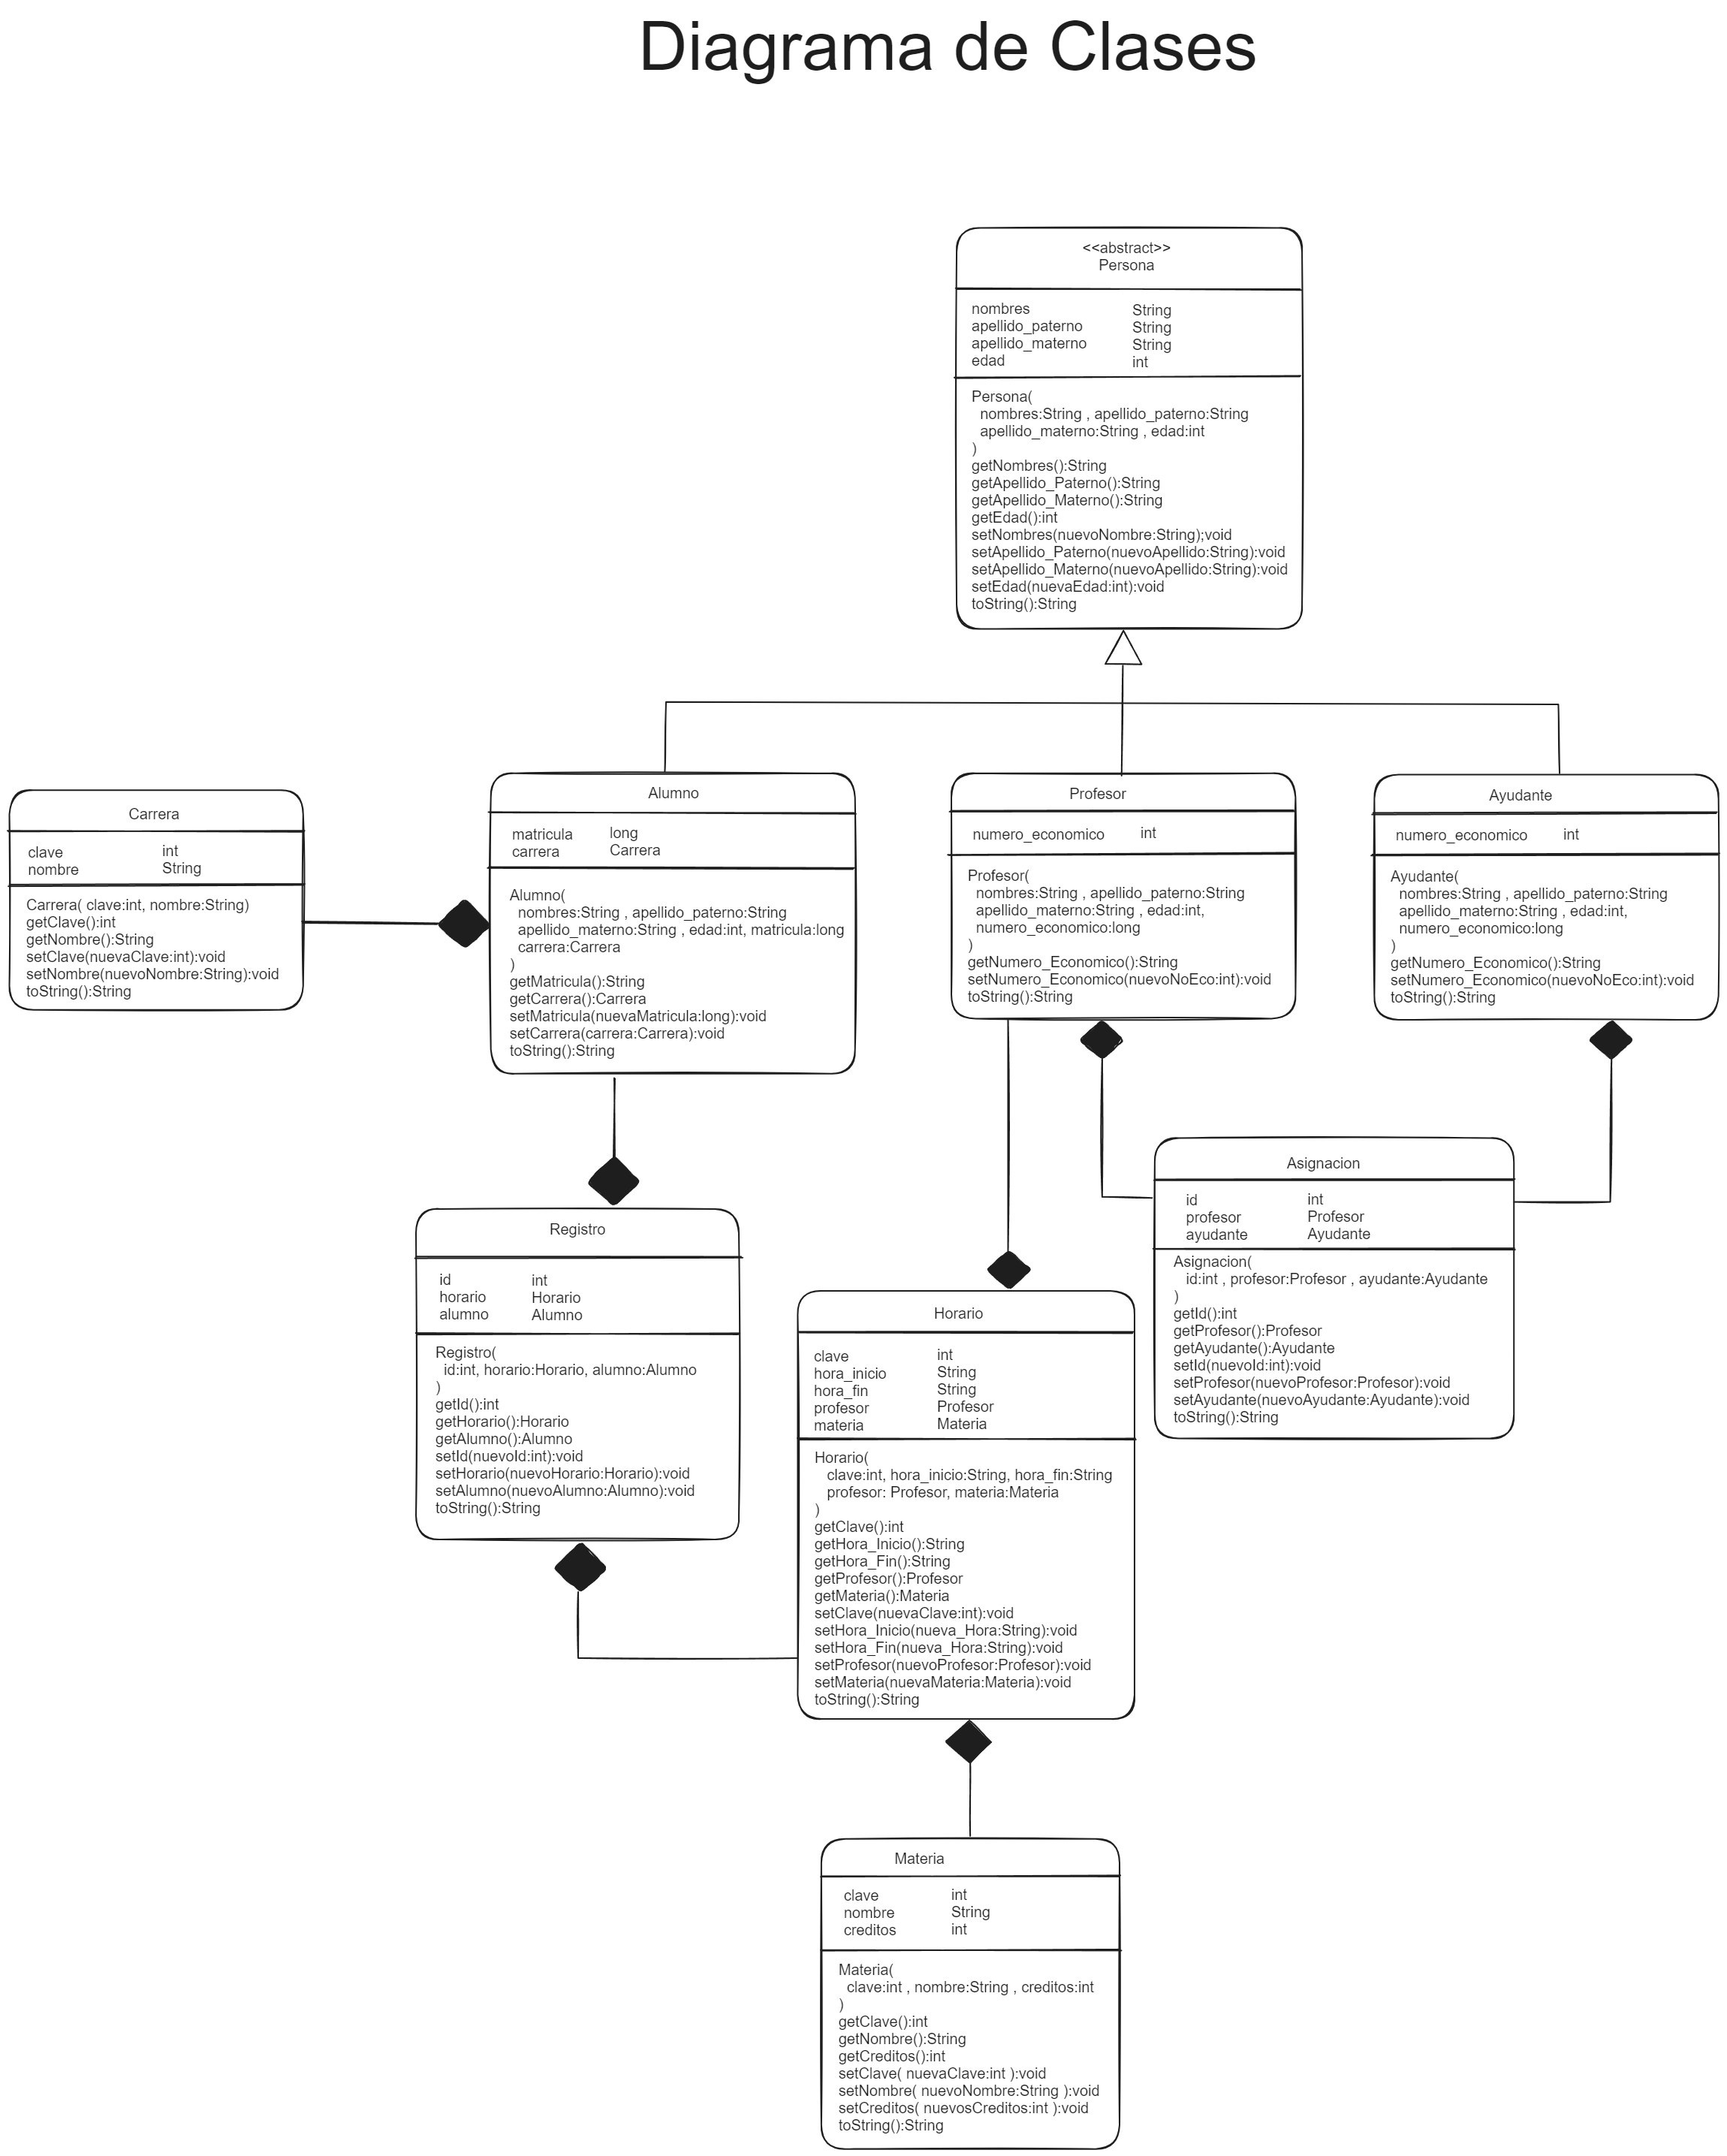 Diagrama de Clases
<<abstract>>
Persona
nombres String
apellido_paterno String
apellido_materno String
edad int
Persona(
nombres:String , apellido_paterno:String
apellido_materno:String , edad:int
)
getNombres():String
getApellido_Paterno():String
getApellido_Materno():String
getEdad():int
setNombres(nuevoNombre:String);void
setApellido_Paterno(nuevoApellido:String):void
setApellido_Materno(nuevoApellido:String):void
setEdad(nuevaEdad:int):void
toString():String
Carrera
clave int
nombre String
Carrera( clave:int, nombre:String)
getClave():int
getNombre():String
setClave(nuevaClave:int):void
setNombre(nuevoNombre:String):void
toString():String
Alumno
matricula long
carrera Carrera
Alumno(
nombres:String , apellido_paterno:String
apellido_materno:String , edad:int, matricula:long
carrera:Carrera
)
getMatricula():String
getCarrera():Carrera
setMatricula(nuevaMatricula:long):void
setCarrera(carrera:Carrera):void
toString():String
Profesor
numero_economico int
Profesor(
nombres:String , apellido_paterno:String
apellido_materno:String , edad:int,
numero_economico:long
)
getNumero_Economico():String
setNumero_Economico(nuevoNoEco:int):void
toString():String
Ayudante
numero_economico int
Ayudante(
nombres:String , apellido_paterno:String
apellido_materno:String , edad:int,
numero_economico:long
)
getNumero_Economico():String
setNumero_Economico(nuevoNoEco:int):void
toString():String
Registro
id int
horario Horario
alumno Alumno
Registro(
id:int, horario:Horario, alumno:Alumno
)
getId():int
getHorario():Horario
getAlumno():Alumno
setId(nuevoId:int):void
setHorario(nuevoHorario:Horario):void
setAlumno(nuevoAlumno:Alumno):void
toString():String
Horario
clave int
hora_inicio String
hora_fin String
profesor Profesor
materia Materia
Horario(
clave:int, hora_inicio:String, hora_fin:String
profesor: Profesor, materia:Materia
)
getClave():int
getHora_Inicio():String
getHora_Fin():String
getProfesor():Profesor
getMateria():Materia
setClave(nuevaClave:int):void
setHora_Inicio(nueva_Hora:String):void
setHora_Fin(nueva_Hora:String):void
setProfesor(nuevoProfesor:Profesor):void
setMateria(nuevaMateria:Materia):void
toString():String
Asignacion
id int
profesor Profesor
ayudante Ayudante
Asignacion(
id:int , profesor:Profesor , ayudante:Ayudante
)
getId():int
getProfesor():Profesor
getAyudante():Ayudante
setId(nuevoId:int):void
setProfesor(nuevoProfesor:Profesor):void
setAyudante(nuevoAyudante:Ayudante):void
toString():String
Materia
clave int
nombre String
creditos int
Materia(
clave:int , nombre:String , creditos:int
)
getClave():int
getNombre():String
getCreditos():int
setClave( nuevaClave:int ):void
setNombre( nuevoNombre:String ):void
setCreditos( nuevosCreditos:int ):void
toString():String